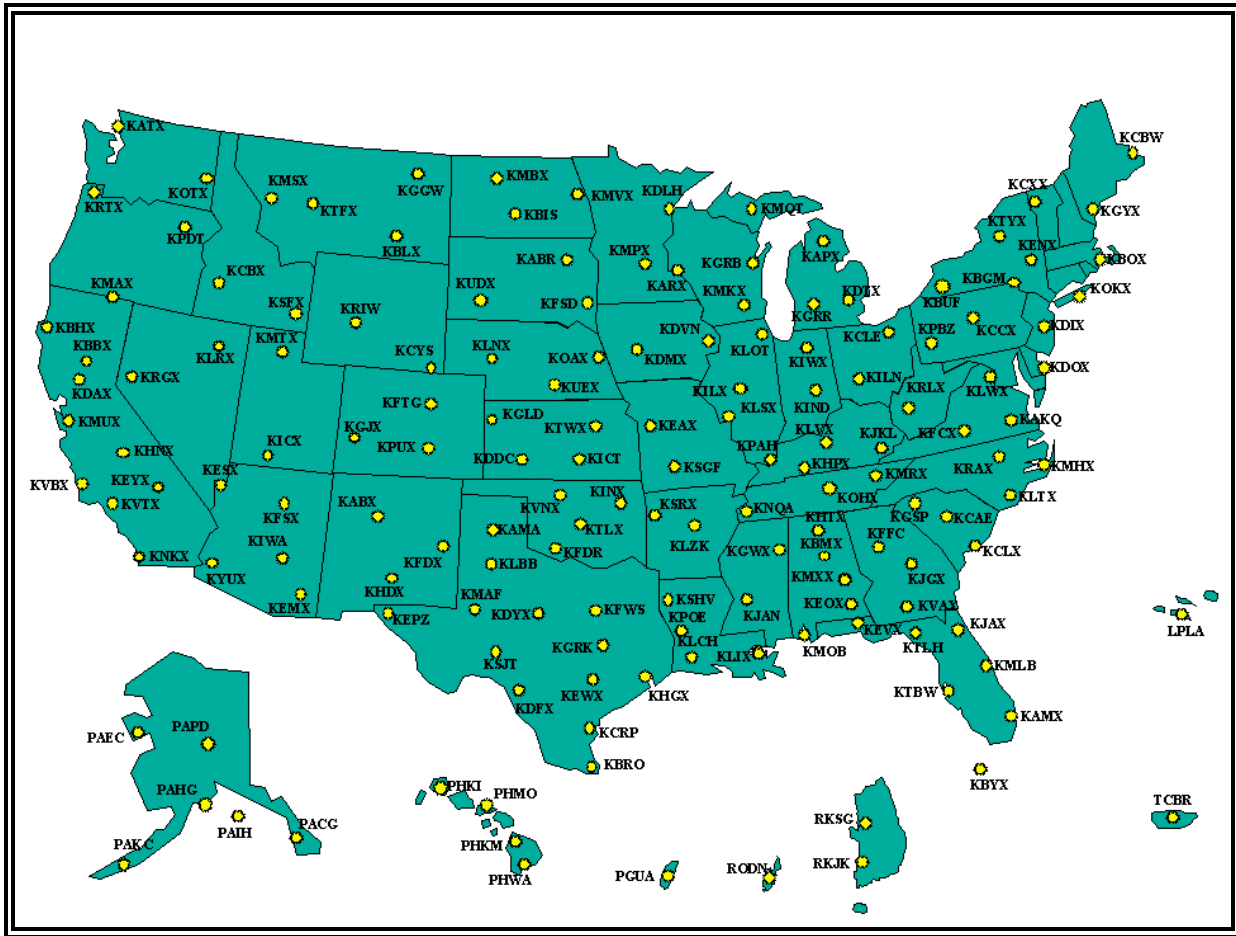 KATX
KCBW
KOTX
KMSX
KGGW
KMBX
KMVX
KDLH
KMQT
KCXX
KRTX
KTFX
KBIS
KGYX
KTYX
KPDT
KBLX
KMPX
KAPX
KENX
KABR
KGRB
KBOX
KCBX
KARX
KBGM
KMAX
KUDX
KMKX
KDTX
KBUF
KOKX
KSFX
KRIW
KFSD
KGRR
KBHX
KDVN
KPBZ
KCCX
KDIX
KBBX
KMTX
KCLE
KLRX
KCYS
KLNX
KOAX
KDMX
KLOT
KIWX
KDOX
KRGX
KUEX
KILN
KDAX
KILX
KRLX
KLWX
KFTG
KLSX
KIND
KMUX
KGLD
KGJX
KTWX
KEAX
KLVX
KFCX
KAKQ
KPUX
KPAH
KJKL
KHNX
KICX
KDDC
KICT
KSGF
KHPX
KRAX
KMHX
KESX
KMRX
KVBX
KEYX
KVTX
KABX
KVNX
KINX
KOHX
KLTX
KFSX
KSRX
KNQA
KHTX
KGSP
KCAE
KAMA
KTLX
KFFC
KIWA
KLZK
KBMX
KNKX
KYUX
KFDX
KLBB
KFDR
KGWX
KCLX
KHDX
KMXX
KJGX
KEMX
KMAF
KSHV
KEPZ
KDYX
KFWS
KPOE
KJAN
KEOX
KVAX
KGRK
KLCH
KEVX
KJAX
LPLA
KSJT
KLIX
KMOB
KTLH
KMLB
KDFX
KEWX
KHGX
KTBW
KCRP
KAMX
PAEC
PAPD
KBRO
KBYX
PAHG
PHKI
PHMO
TCBR
PAIH
PACG
RKSG
PAKC
PHKM
PHWA
PGUA
RODN
RKJK